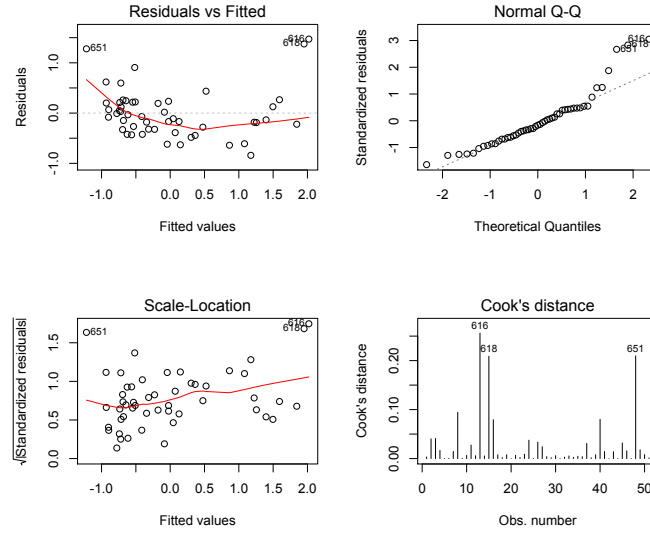 Residuals vs Fitted
Residuals
-1.0 0.0 1.0
651
616
618
-1.0 0.0 0.5 1.0 1.5 2.0
Fitted values
Normal Q-Q
Standardized residuals
-1 0 1 2 3
616
651
618
-2 -1 0 1 2
Theoretical Quantiles
Scale-Location
√|Standardized residuals|
0.0 0.5 1.0 1.5
651
616
618
-1.0 0.0 0.5 1.0 1.5 2.0
Fitted values
Cook's distance
Cook's distance
0.00 0.10 0.20
616
618
651
0 10 20 30 40 50
Obs. number